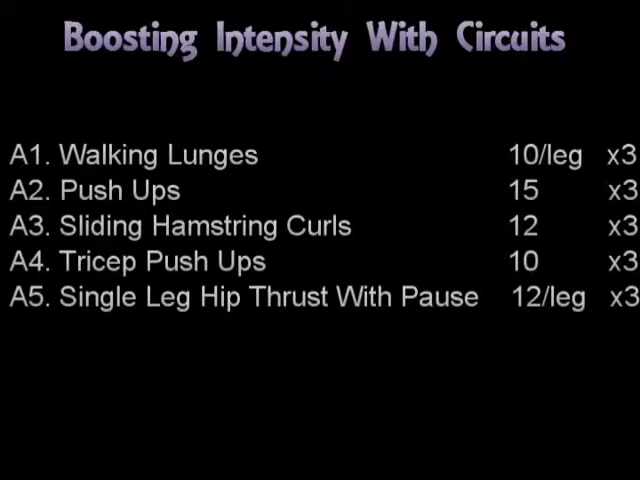 Boosting Intensity With Circuits
A1. Walking Lunges 10/leg x3
A2. Push Ups 15 x3
A3. Sliding Hamstring Curls 12 x3
A4. Tricep Push Ups 10 x3
A5. Single Leg Hip Thrust With Pause 12/leg x3